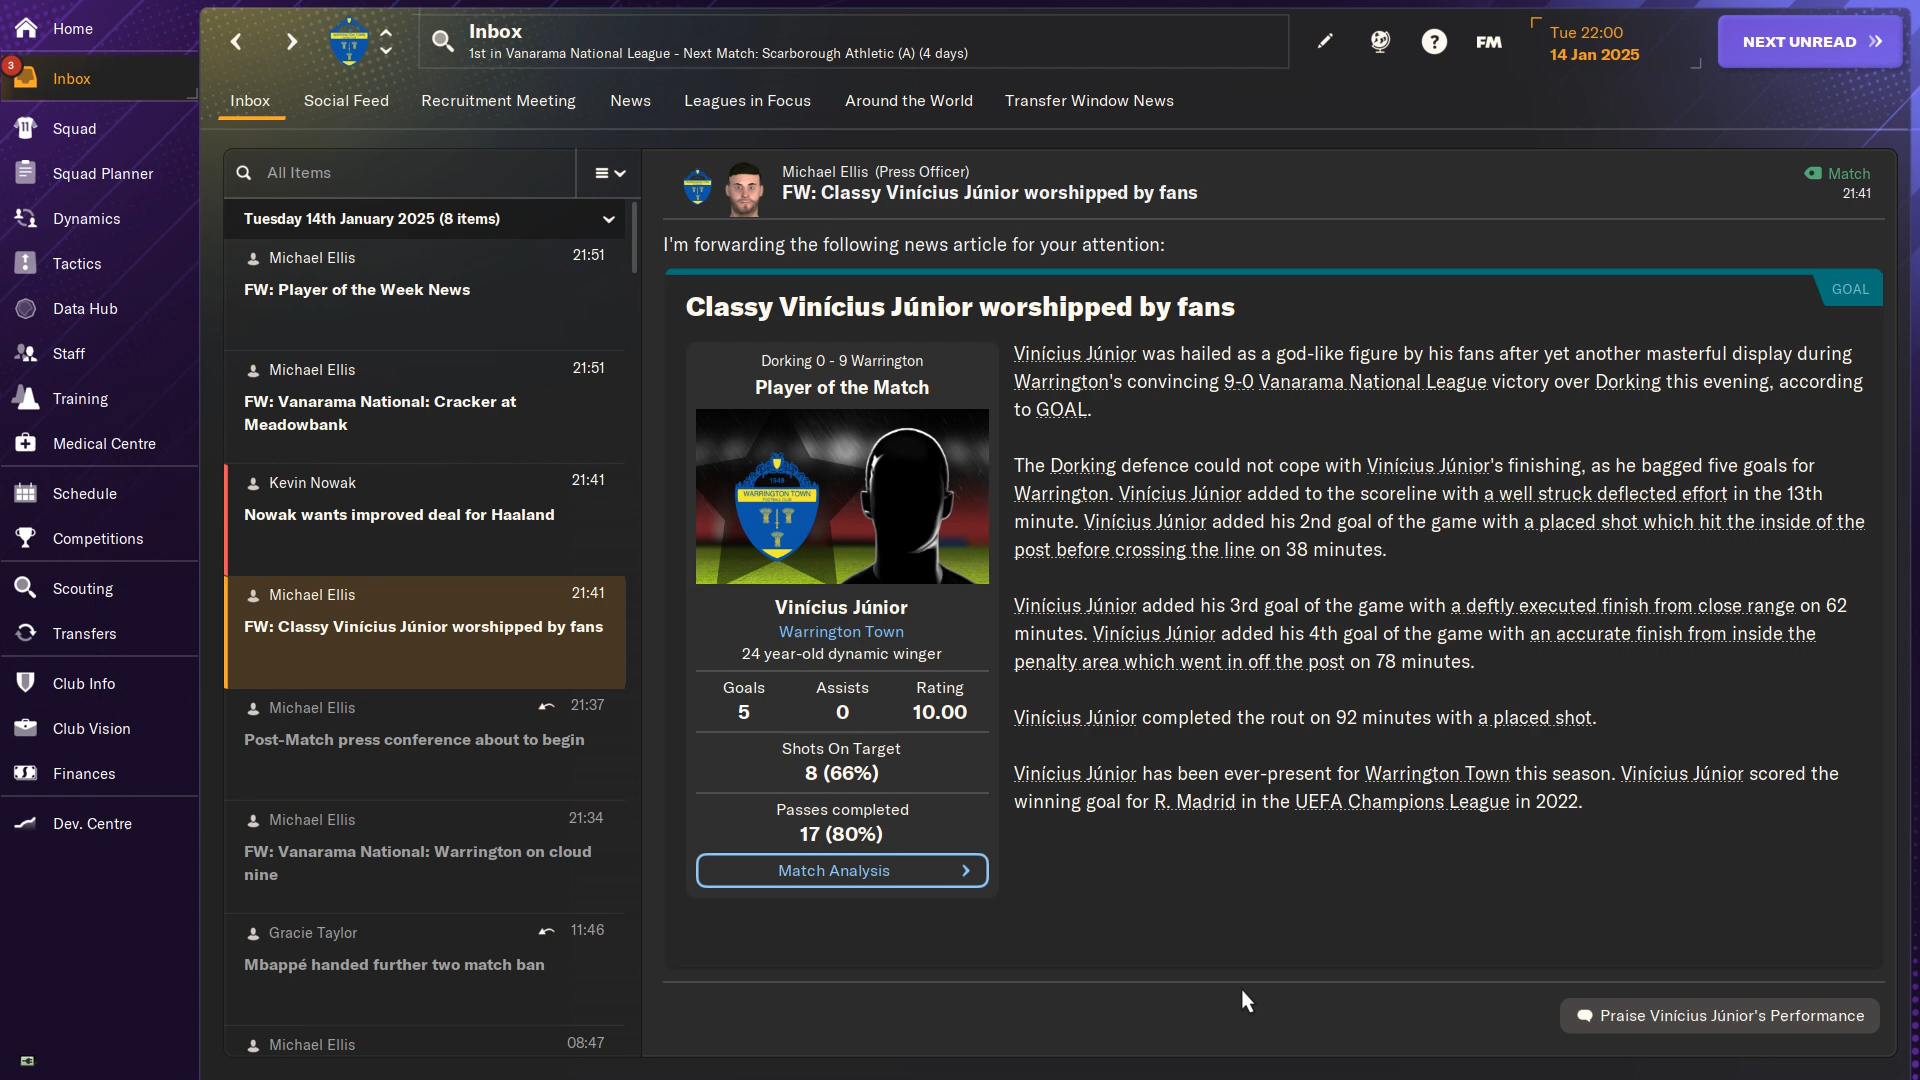 Home
3
Inbox
Squad
Squad Planner
Dynamics
Tactics
Data Hub
Staff
Training
Medical Centre
Schedule
Competitions
Scouting
Transfers
Club Info
Club Vision
Finances
Dev. Centre
Inbox
1st in Vanarama National League - Next Match: Scarborough Athletic (A) (4 days)
?
FM
Tue 22:00
14 Jan 2025
NEXT UNREAD
Inbox
Social Feed
Recruitment Meeting
News
Leagues in Focus
Around the World
Transfer Window News
All Items
Tuesday 14th January 2025 (8 items)
Michael Ellis 21:51
FW: Player of the Week News
Michael Ellis 21:51
FW: Vanarama National: Cracker at
Meadowbank
Kevin Nowak 21:41
Nowak wants improved deal for Haaland
Michael Ellis 21:41
FW: Classy Vinícius Júnior worshipped by fans
Michael Ellis 21:37
Post-Match press conference about to begin
Michael Ellis 21:34
FW: Vanarama National: Warrington on cloud
nine
Gracie Taylor 11:46
Mbappé handed further two match ban
Michael Ellis 08:47
Michael Ellis (Press Officer)
FW: Classy Vinícius Júnior worshipped by fans
Match
21:41
I'm forwarding the following news article for your attention:
GOAL
Classy Vinícius Júnior worshipped by fans
Dorking 0 - 9 Warrington
Player of the Match
1949
WARRINGTON TOWN
FOOTBALL CLUB
Vinícius Júnior
Warrington Town
24 year-old dynamic winger
Goals Assists Rating
5 0 10.00
Shots On Target
8 (66%)
Passes completed
17 (80%)
Match Analysis
Vinícius Júnior was hailed as a god-like figure by his fans after yet another masterful display during
Warrington's convincing 9-0 Vanarama National League victory over Dorking this evening, according
to GOAL.
The Dorking defence could not cope with Vinícius Júnior's finishing, as he bagged five goals for
Warrington. Vinícius Júnior added to the scoreline with a well struck deflected effort in the 13th
minute. Vinícius Júnior added his 2nd goal of the game with a placed shot which hit the inside of the
post before crossing the line on 38 minutes.
Vinícius Júnior added his 3rd goal of the game with a deftly executed finish from close range on 62
minutes. Vinícius Júnior added his 4th goal of the game with an accurate finish from inside the
penalty area which went in off the post on 78 minutes.
Vinícius Júnior completed the rout on 92 minutes with a placed shot.
Vinícius Júnior has been ever-present for Warrington Town this season. Vinícius Júnior scored the
winning goal for R. Madrid in the UEFA Champions League in 2022.
Praise Vinícius Júnior's Performance